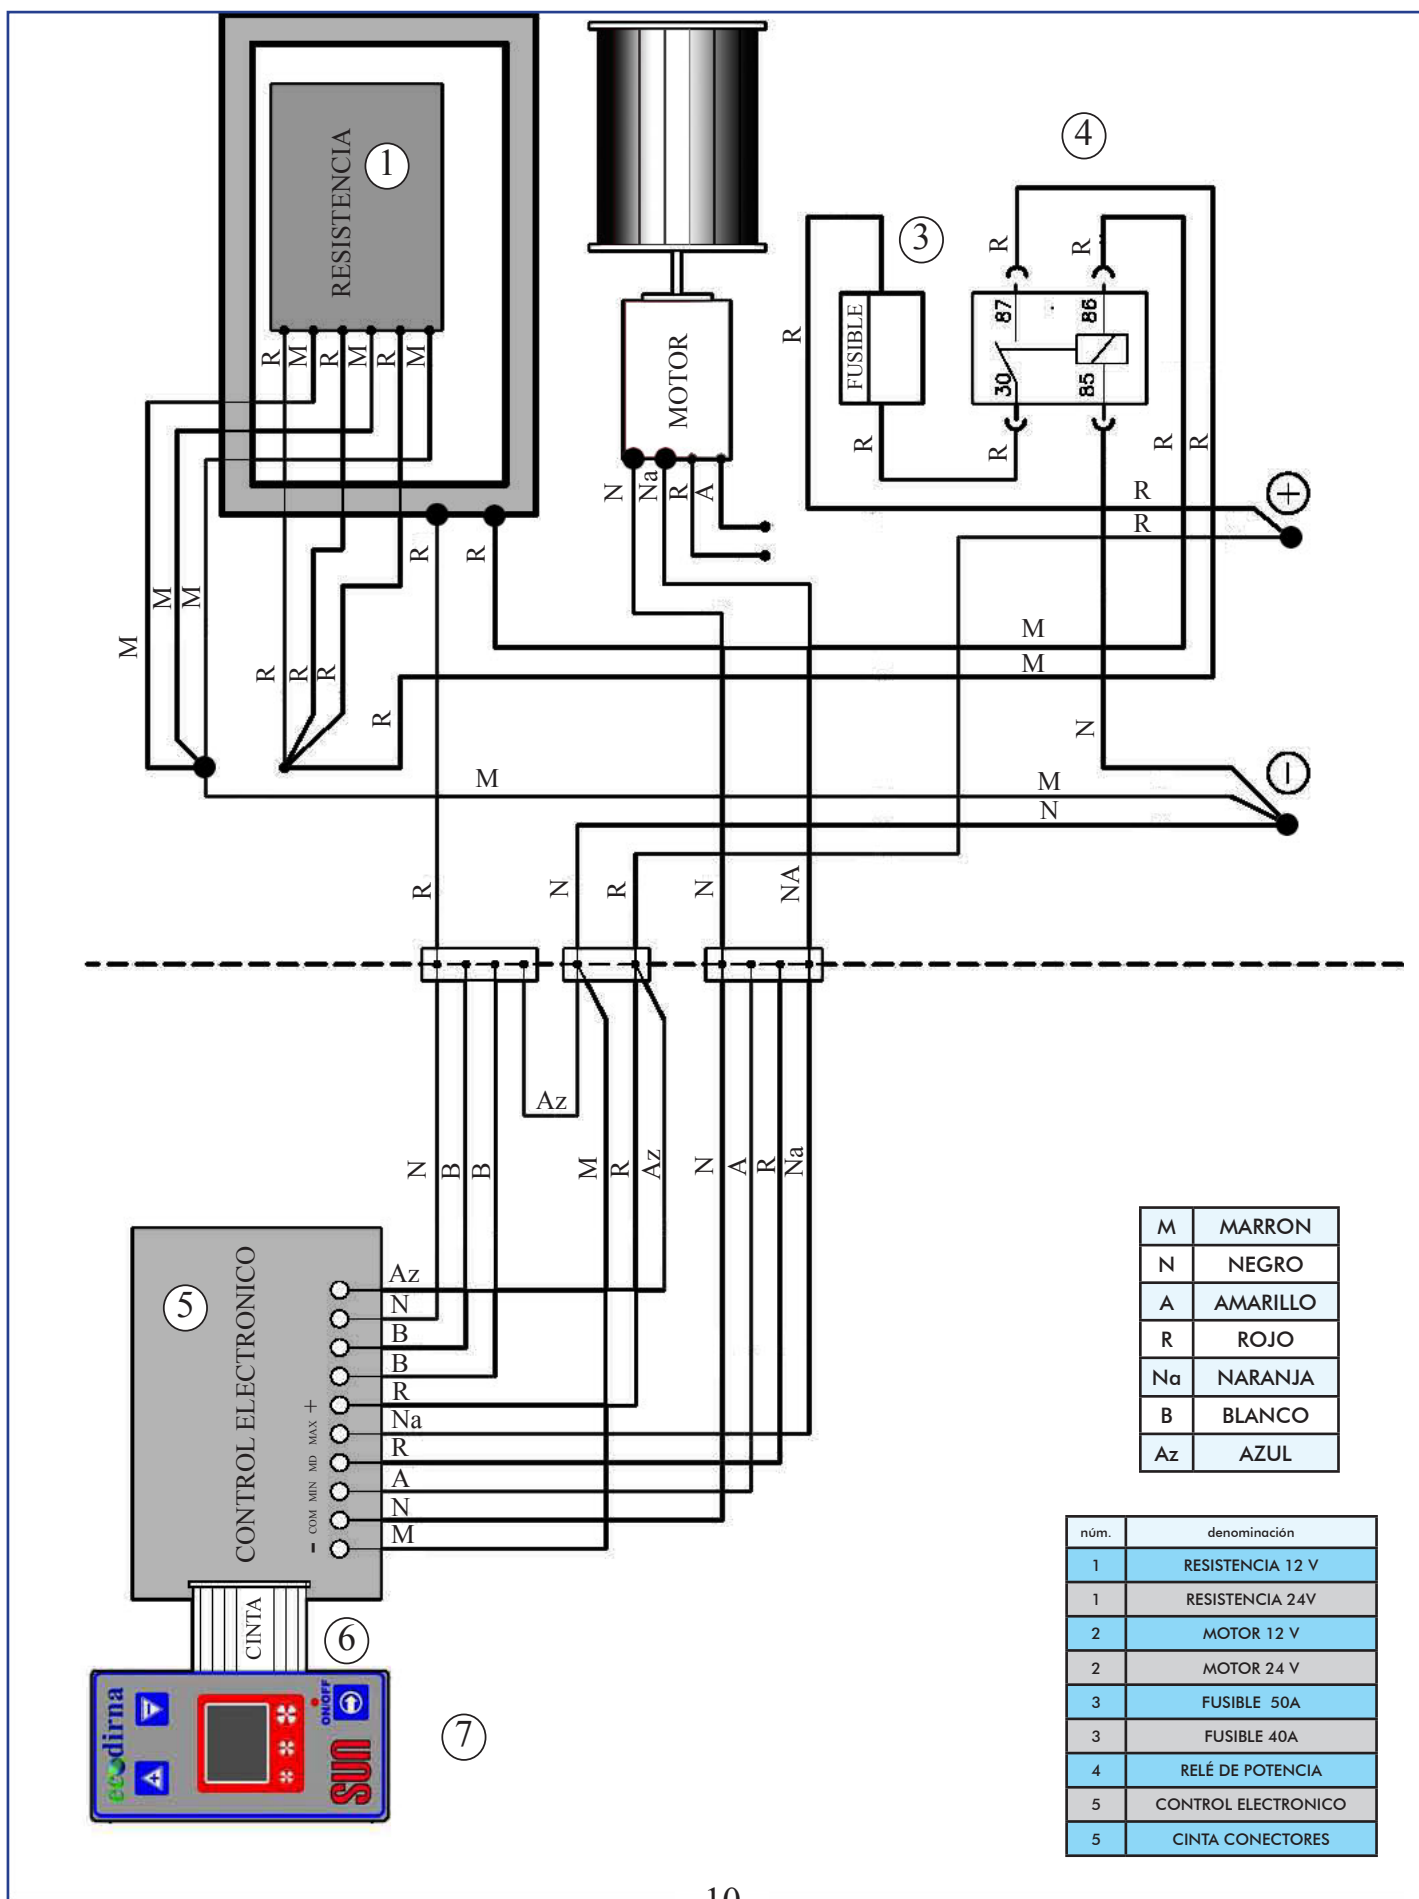 RESISTENCIA
1
R
M
R
M
R
M
MOTOR
N
Na
R
A
3
FUSIBLE
R
R
4
R
R
87
86
30
85
R
R
R
R
R
+
R
R
M
M
M
R
R
R
R
M
M
N
−
M
M
N
R
N
R
N
NA
Az
N
B
B
M
R
Az
N
A
R
Na
5
CONTROL ELECTRONICO
- COM MIN MD MAX +
Az
N
B
B
R
Na
R
A
N
M
CINTA
6
7
ecodirna
ON/OFF
SUN
M MARRON
N NEGRO
A AMARILLO
R ROJO
Na NARANJA
B BLANCO
Az AZUL
núm. denominación
1 RESISTENCIA 12 V
1 RESISTENCIA 24V
2 MOTOR 12 V
2 MOTOR 24 V
3 FUSIBLE 50A
3 FUSIBLE 40A
4 RELÉ DE POTENCIA
5 CONTROL ELECTRONICO
5 CINTA CONECTORES
10